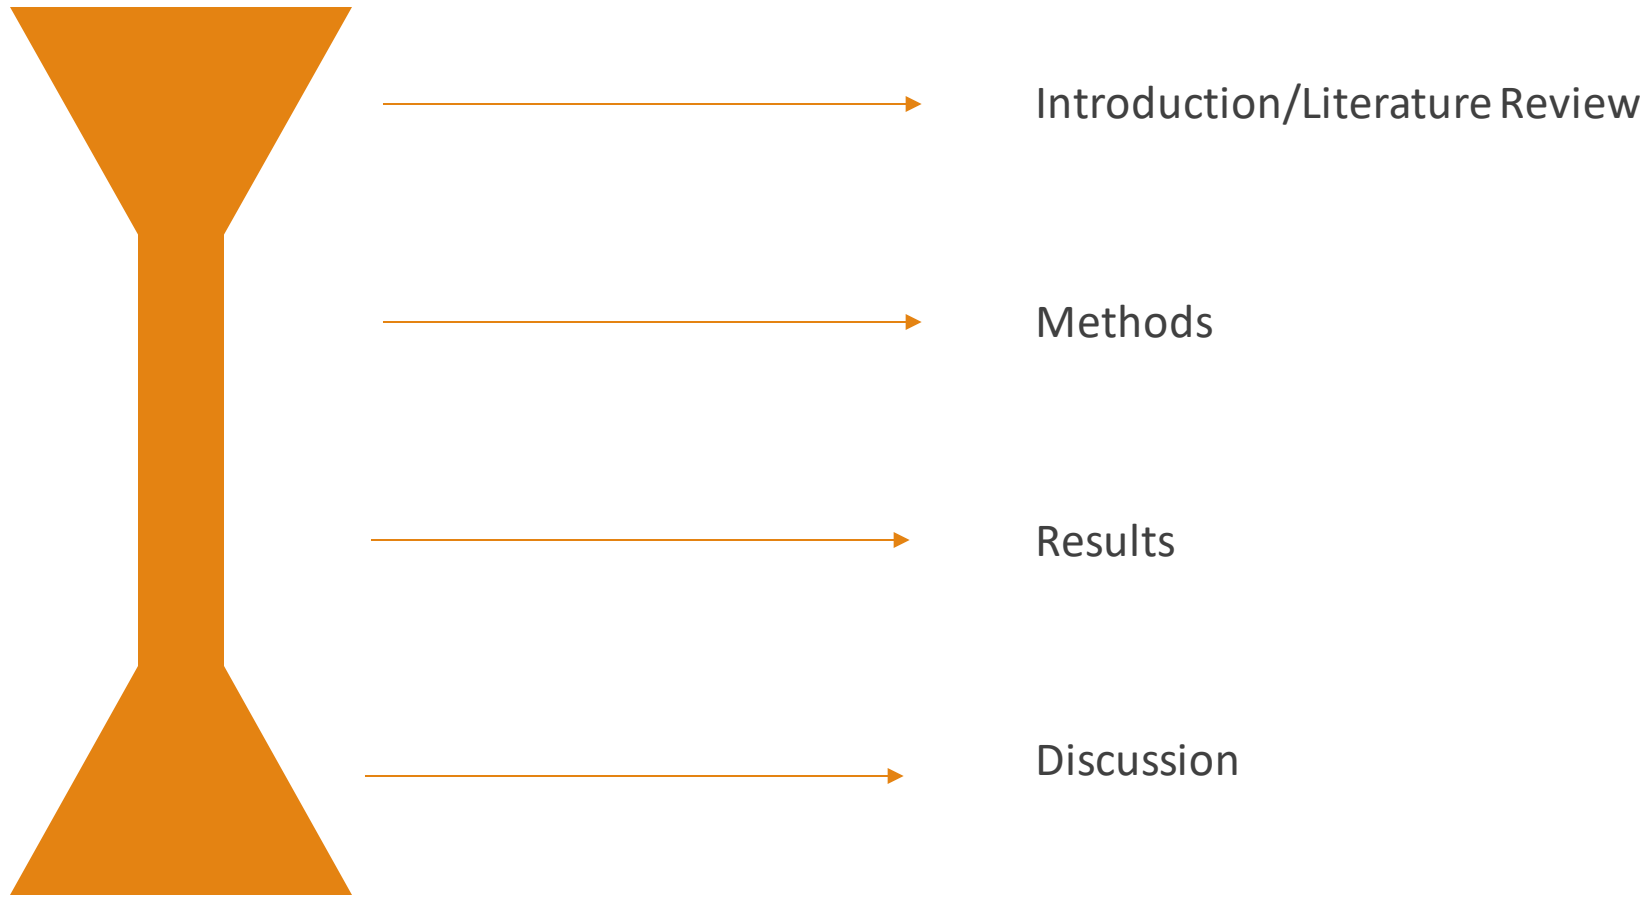 Introduction/Literature Review
Methods
Results
Discussion